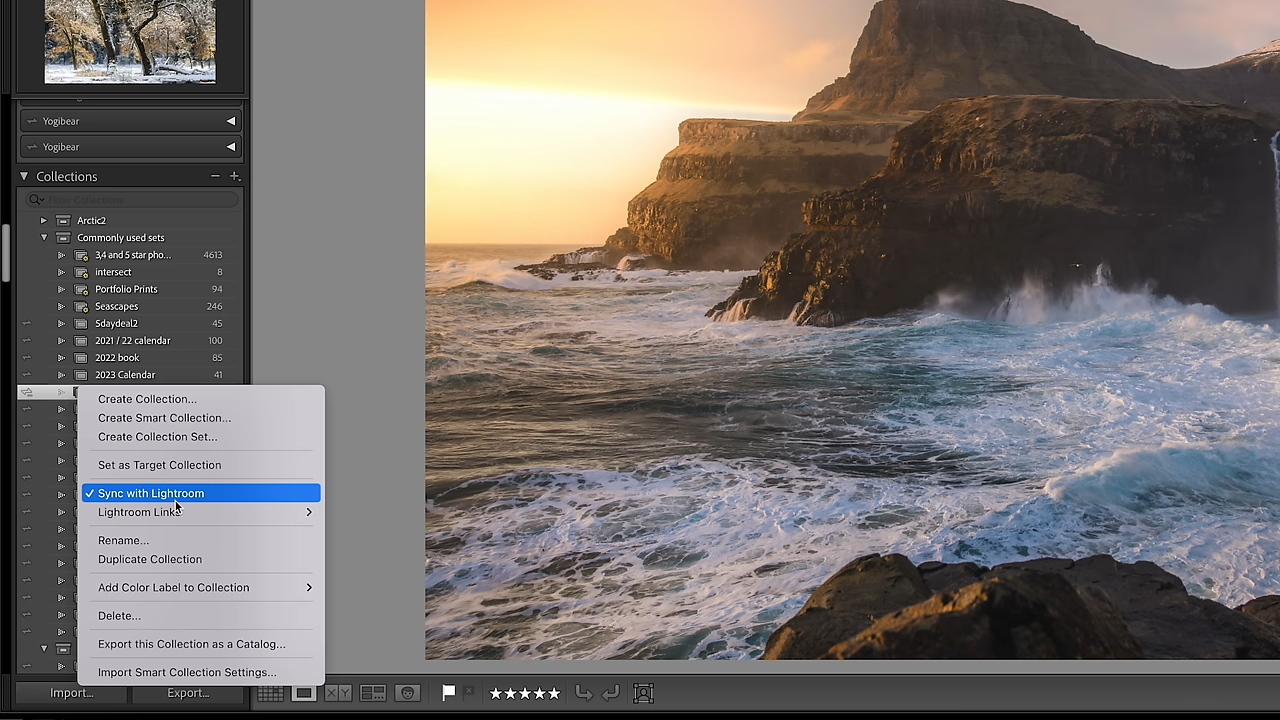 Yogibear
Yogibear
Collections
Filter Collections
Arctic2
Commonly used sets
3,4 and 5 star pho... 4613
intersect 8
Portfolio Prints 94
Seascapes 246
5daydeal2 45
2021 / 22 calendar 100
2022 book 85
2023 Calendar 41
Create Collection...
Create Smart Collection...
Create Collection Set...
Set as Target Collection
Sync with Lightroom
Lightroom Links
Rename...
Duplicate Collection
Add Color Label to Collection
Delete...
Export this Collection as a Catalog...
Import Smart Collection Settings...
Import... Export...
X Y